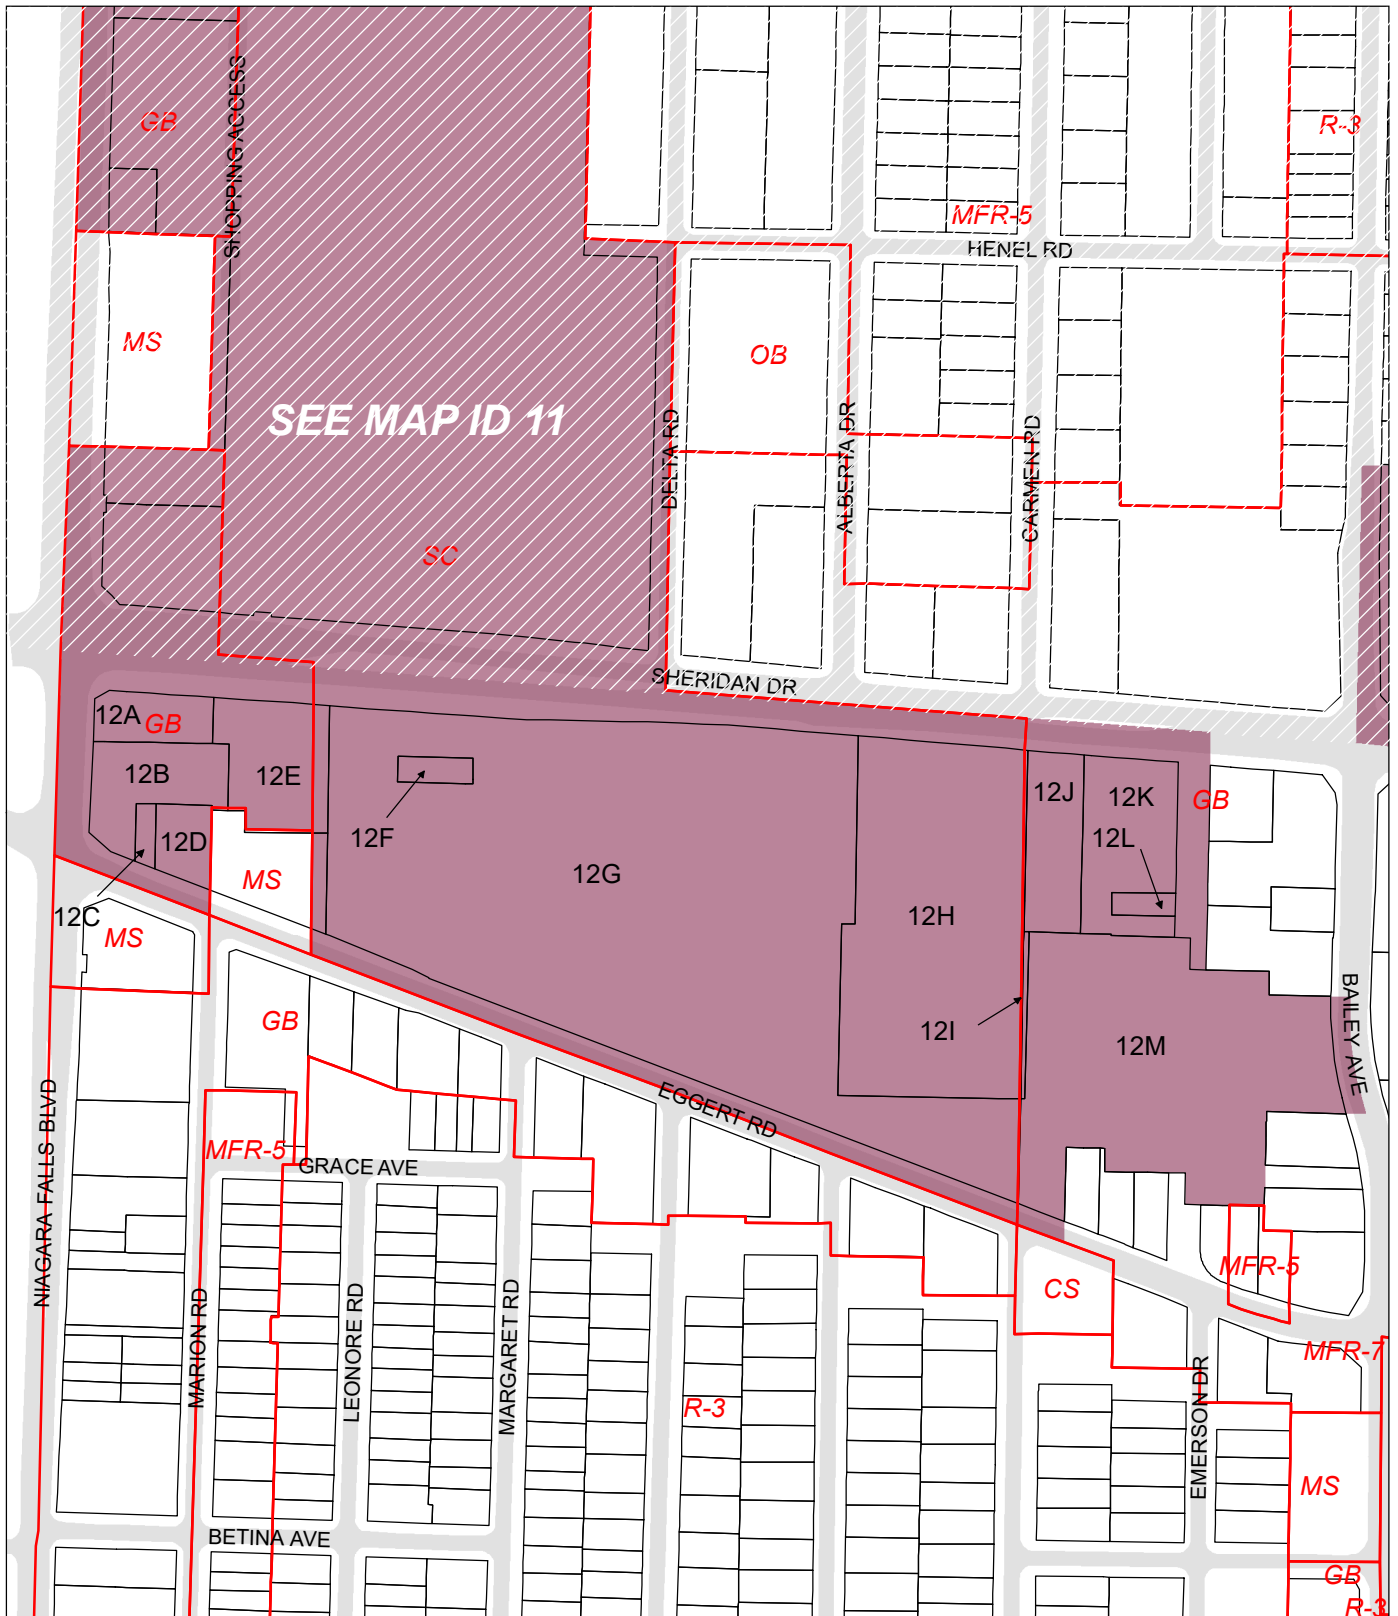 GB
SHOPPING ACCESS
R-3
MFR-5
HENEL RD
MS
OB
SEE MAP ID 11
DELTA RD
ALBERTA DR
CARMEN RD
SC
SHERIDAN DR
12A
GB
12B
12E
12J
12K
GB
12F
12L
12D
12G
MS
12C
12H
MS
GB
12I
12M
BAILEY AVE
EGGERT RD
NIAGARA FALLS BLVD
MFR-5
GRACE AVE
MARION RD
LEONORE RD
MARGARET RD
MFR-5
CS
MFR-7
R-3
EMERSON DR
MS
BETINA AVE
GB
R-3